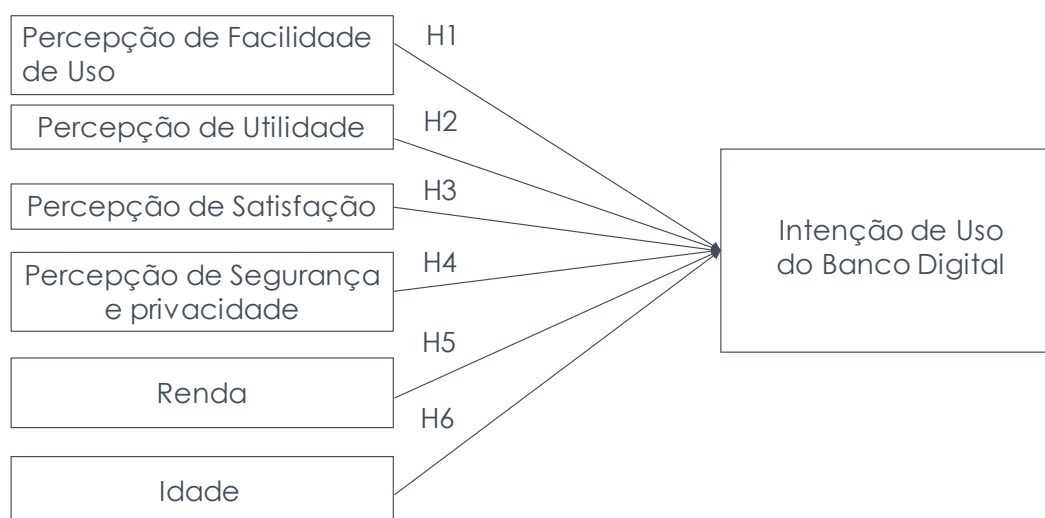 Percepção de Facilidade
de Uso
H1
Percepção de Utilidade
H2
Percepção de Satisfação
H3
Percepção de Segurança
e privacidade
H4
Renda
H5
Idade
H6
Intenção de Uso
do Banco Digital